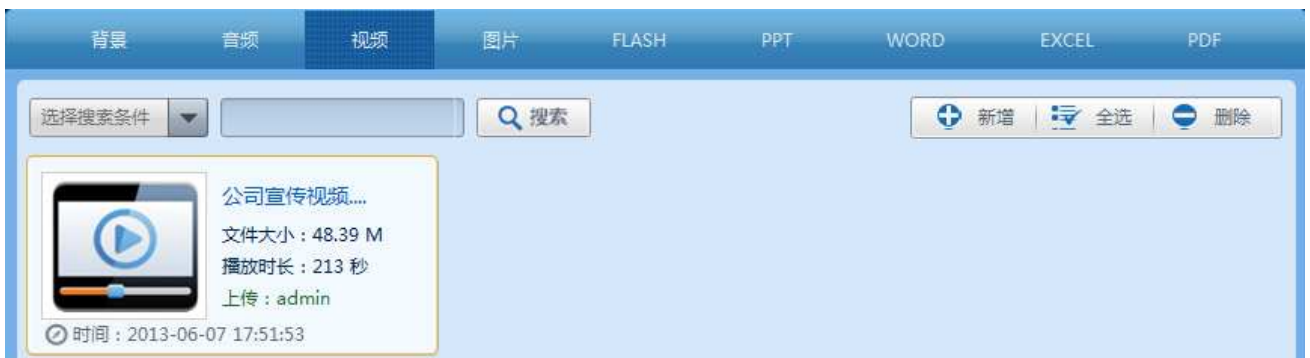 背景 音频 视频 图片 FLASH PPT WORD EXCEL PDF
选择搜索条件 搜索 新增 全选 删除
公司宣传视频....
文件大小：48.39 M
播放时长：213 秒
上传：admin
时间：2013-06-07 17:51:53